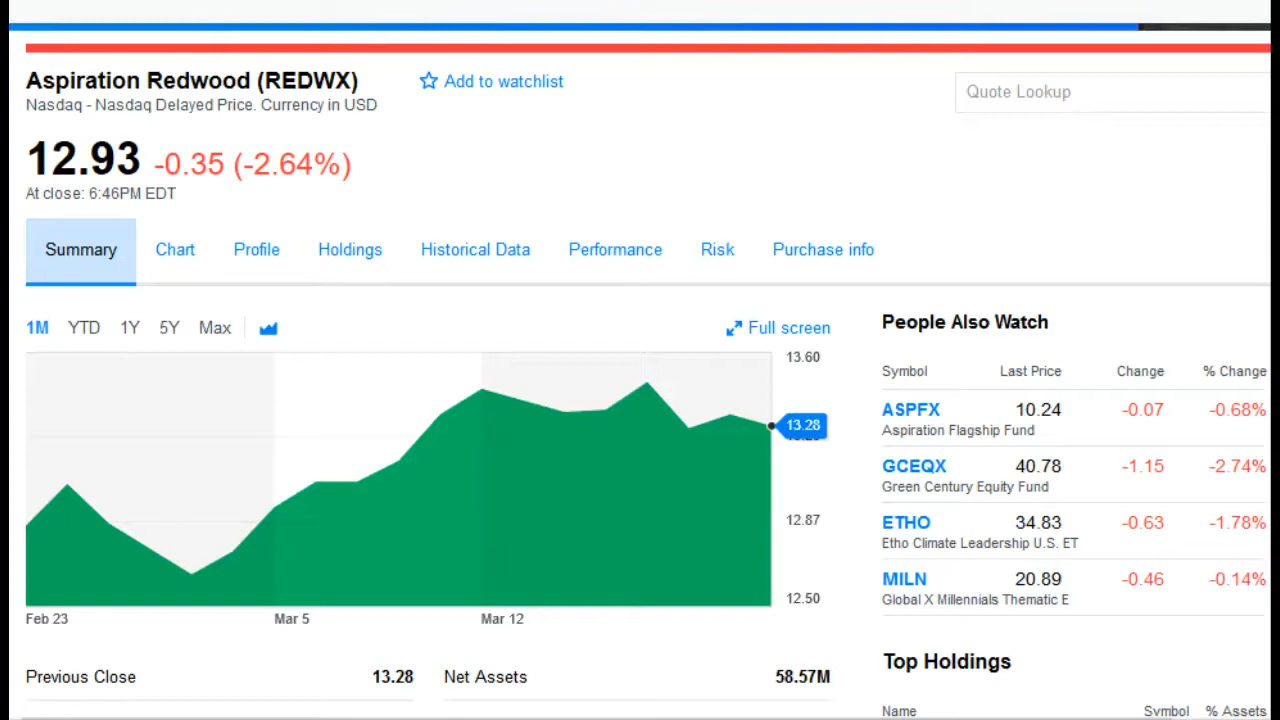 Aspiration Redwood (REDWX)
Add to watchlist
Nasdaq - Nasdaq Delayed Price. Currency in USD
Quote Lookup
12.93 -0.35 (-2.64%)
At close: 6:46PM EDT
Summary Chart Profile Holdings Historical Data Performance Risk Purchase info
1M YTD 1Y 5Y Max
Full screen
13.60
13.28
12.87
12.50
Feb 23 Mar 5 Mar 12
Previous Close 13.28
Net Assets 58.57M
People Also Watch
Symbol Last Price Change % Change
ASPFX 10.24 -0.07 -0.68%
Aspiration Flagship Fund
GCEQX 40.78 -1.15 -2.74%
Green Century Equity Fund
ETHO 34.83 -0.63 -1.78%
Etho Climate Leadership U.S. ET
MILN 20.89 -0.46 -0.14%
Global X Millennials Thematic E
Top Holdings
Name Symbol % Assets